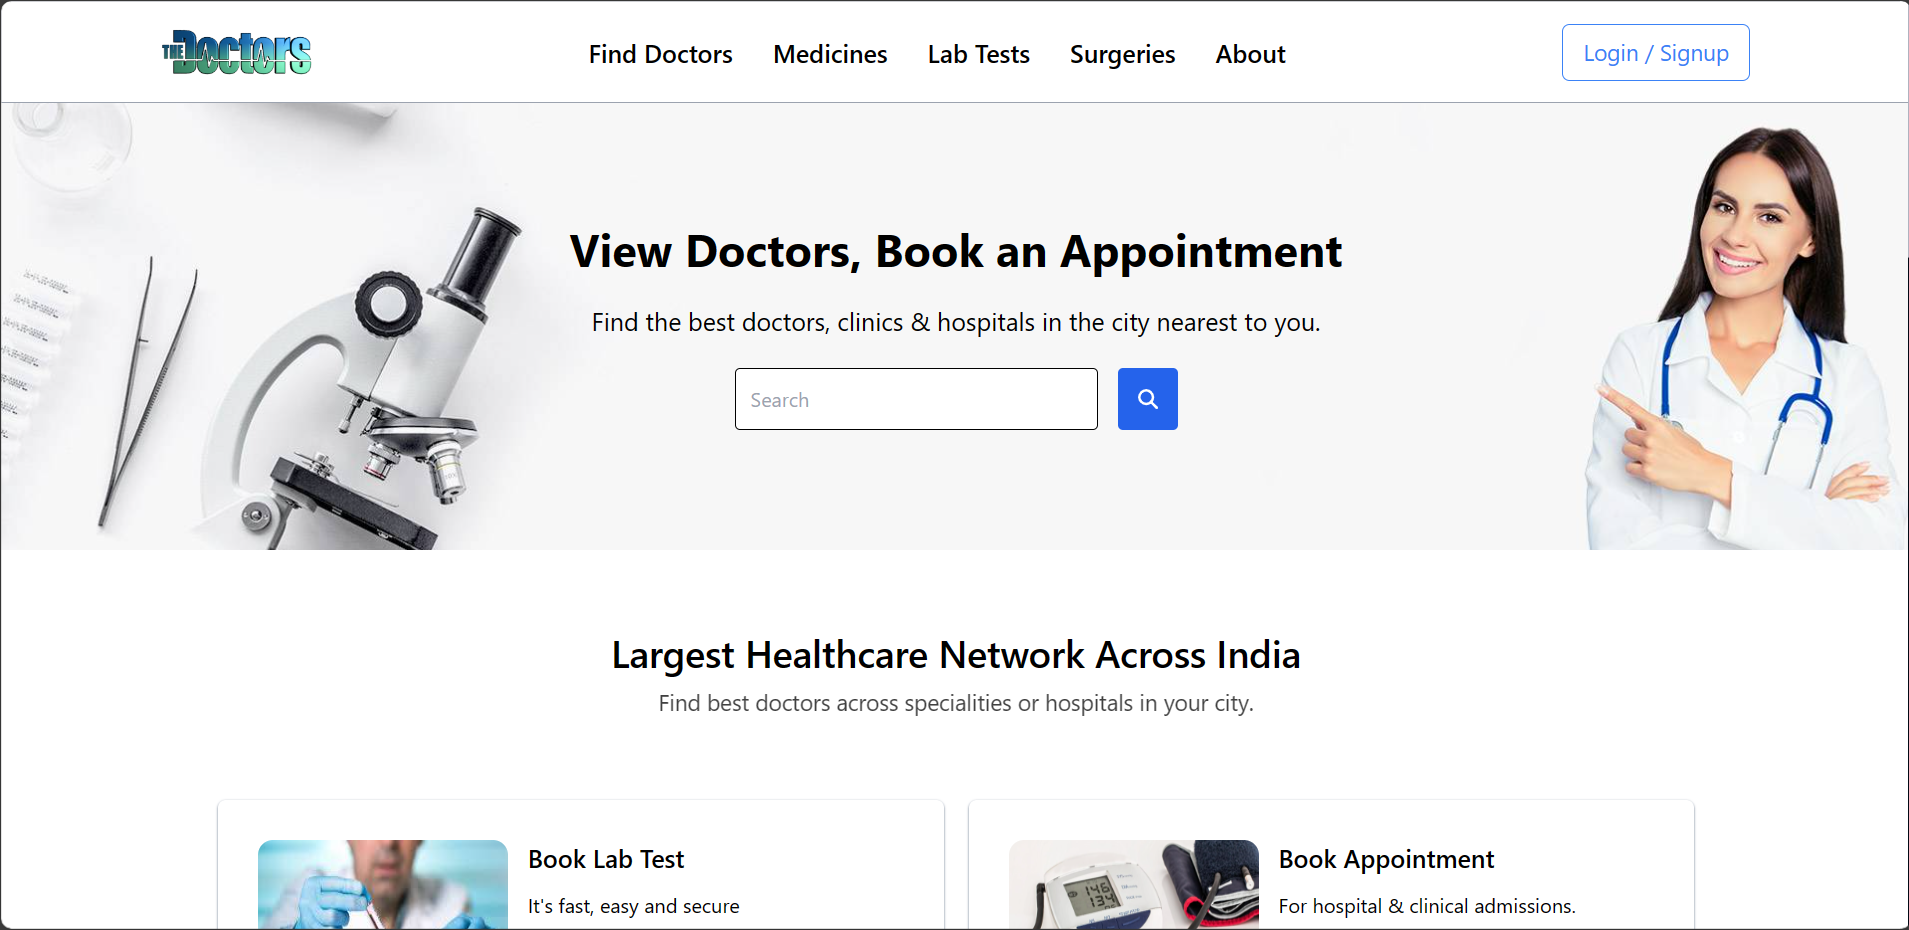 THE Doctors
Find Doctors
Medicines
Lab Tests
Surgeries
About
Login / Signup
View Doctors, Book an Appointment
Find the best doctors, clinics & hospitals in the city nearest to you.
Search
Largest Healthcare Network Across India
Find best doctors across specialities or hospitals in your city.
Book Lab Test
It's fast, easy and secure
146
134
Book Appointment
For hospital & clinical admissions.